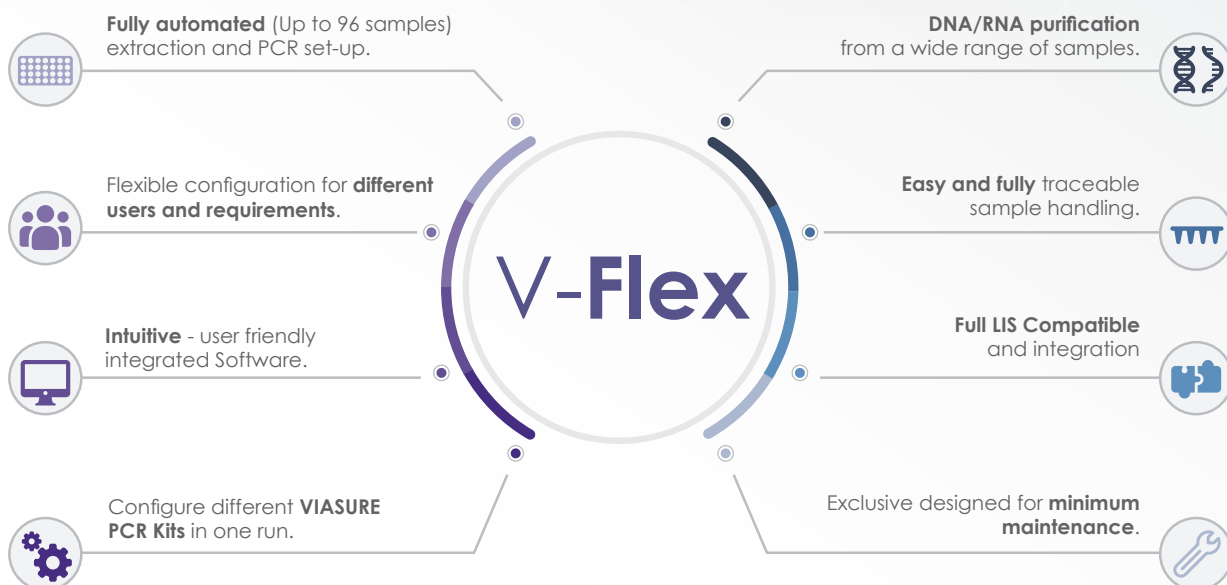 Fully automated (Up to 96 samples)
extraction and PCR set-up.
Flexible configuration for different
users and requirements.
Intuitive - user friendly
integrated Software.
Configure different VIASURE
PCR Kits in one run.
V-Flex
DNA/RNA purification
from a wide range of samples.
Easy and fully traceable
sample handling.
Full LIS Compatible
and integration
Exclusive designed for minimum
maintenance.